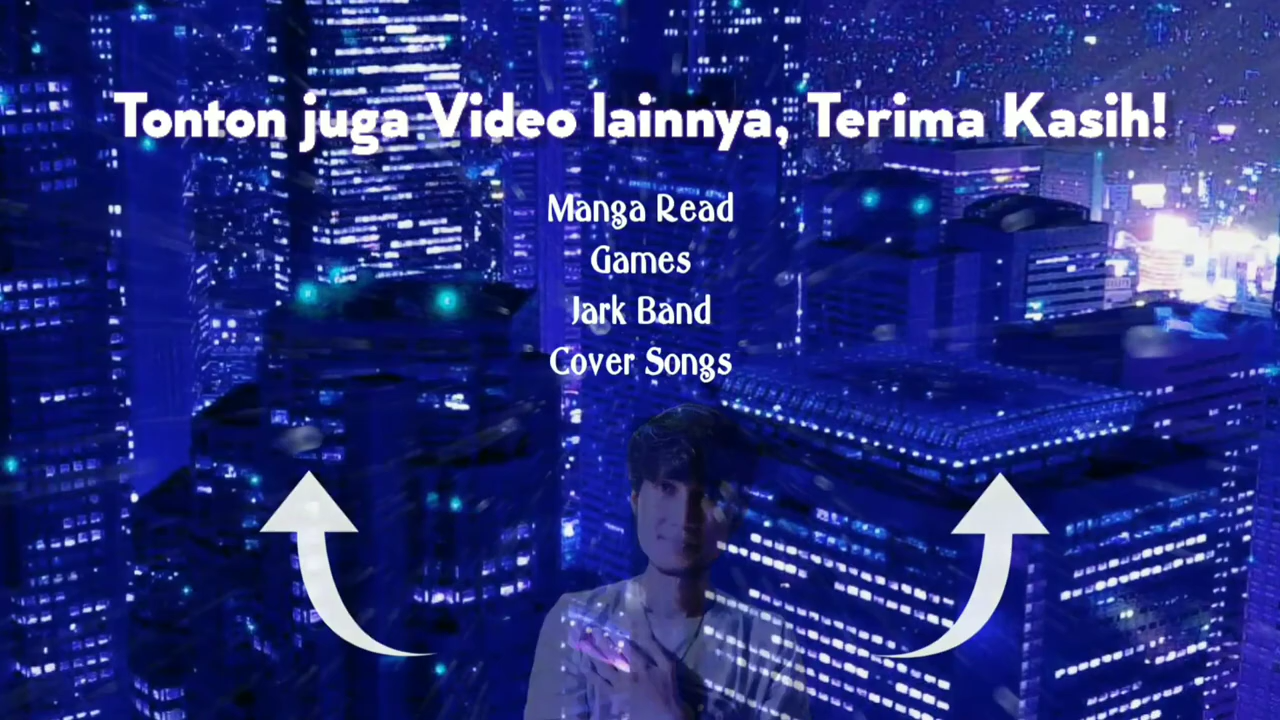 Tonton juga Video lainnya, Terima Kasih!
Manga Read
Games
Jark Band
Cover Songs